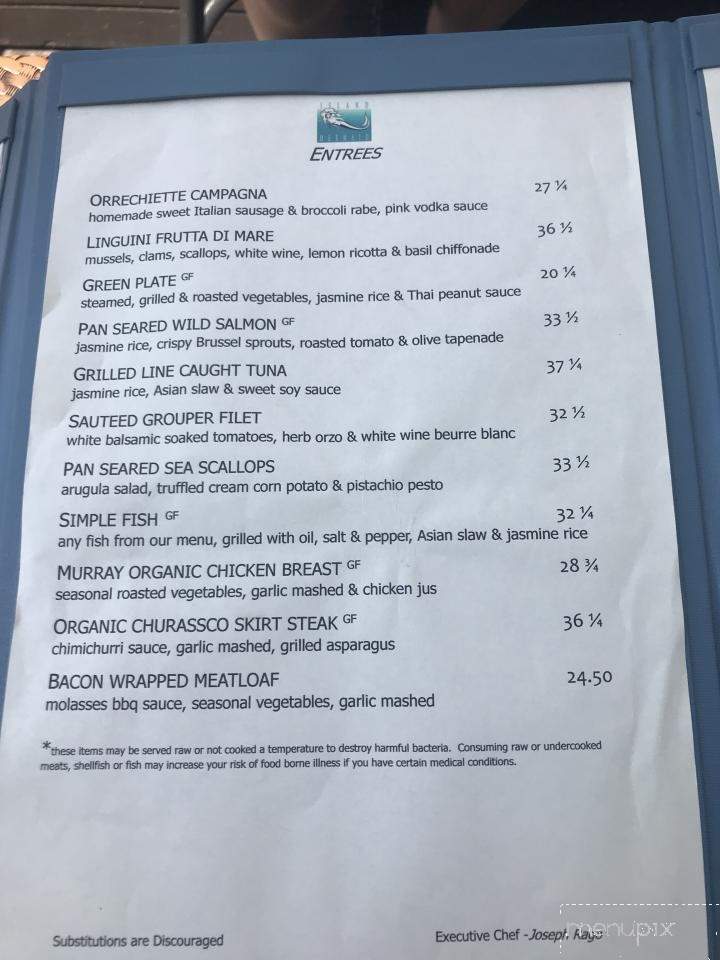 ISLAND
MERMAID
ENTREES
ORRECHIETTE CAMPAGNA 27 ¼
homemade sweet Italian sausage & broccoli rabe, pink vodka sauce
LINGUINI FRUTTA DI MARE 36 ½
mussels, clams, scallops, white wine, lemon ricotta & basil chiffonade
GREEN PLATE GF 20 ¼
steamed, grilled & roasted vegetables, jasmine rice & Thai peanut sauce
PAN SEARED WILD SALMON GF 33 ½
jasmine rice, crispy Brussel sprouts, roasted tomato & olive tapenade
GRILLED LINE CAUGHT TUNA 37 ¼
jasmine rice, Asian slaw & sweet soy sauce
SAUTEED GROUPER FILET 32 ½
white balsamic soaked tomatoes, herb orzo & white wine beurre blanc
PAN SEARED SEA SCALLOPS 33 ½
arugula salad, truffled cream corn potato & pistachio pesto
SIMPLE FISH GF 32 ¼
any fish from our menu, grilled with oil, salt & pepper, Asian slaw & jasmine rice
MURRAY ORGANIC CHICKEN BREAST GF 28 ¾
seasonal roasted vegetables, garlic mashed & chicken jus
ORGANIC CHURASSCO SKIRT STEAK GF 36 ¼
chimichurri sauce, garlic mashed, grilled asparagus
BACON WRAPPED MEATLOAF 24.50
molasses bbq sauce, seasonal vegetables, garlic mashed
*these items may be served raw or not cooked a temperature to destroy harmful bacteria. Consuming raw or undercooked
meats, shellfish or fish may increase your risk of food borne illness if you have certain medical conditions.
Substitutions are Discouraged
Executive Chef -Joseph
menupix